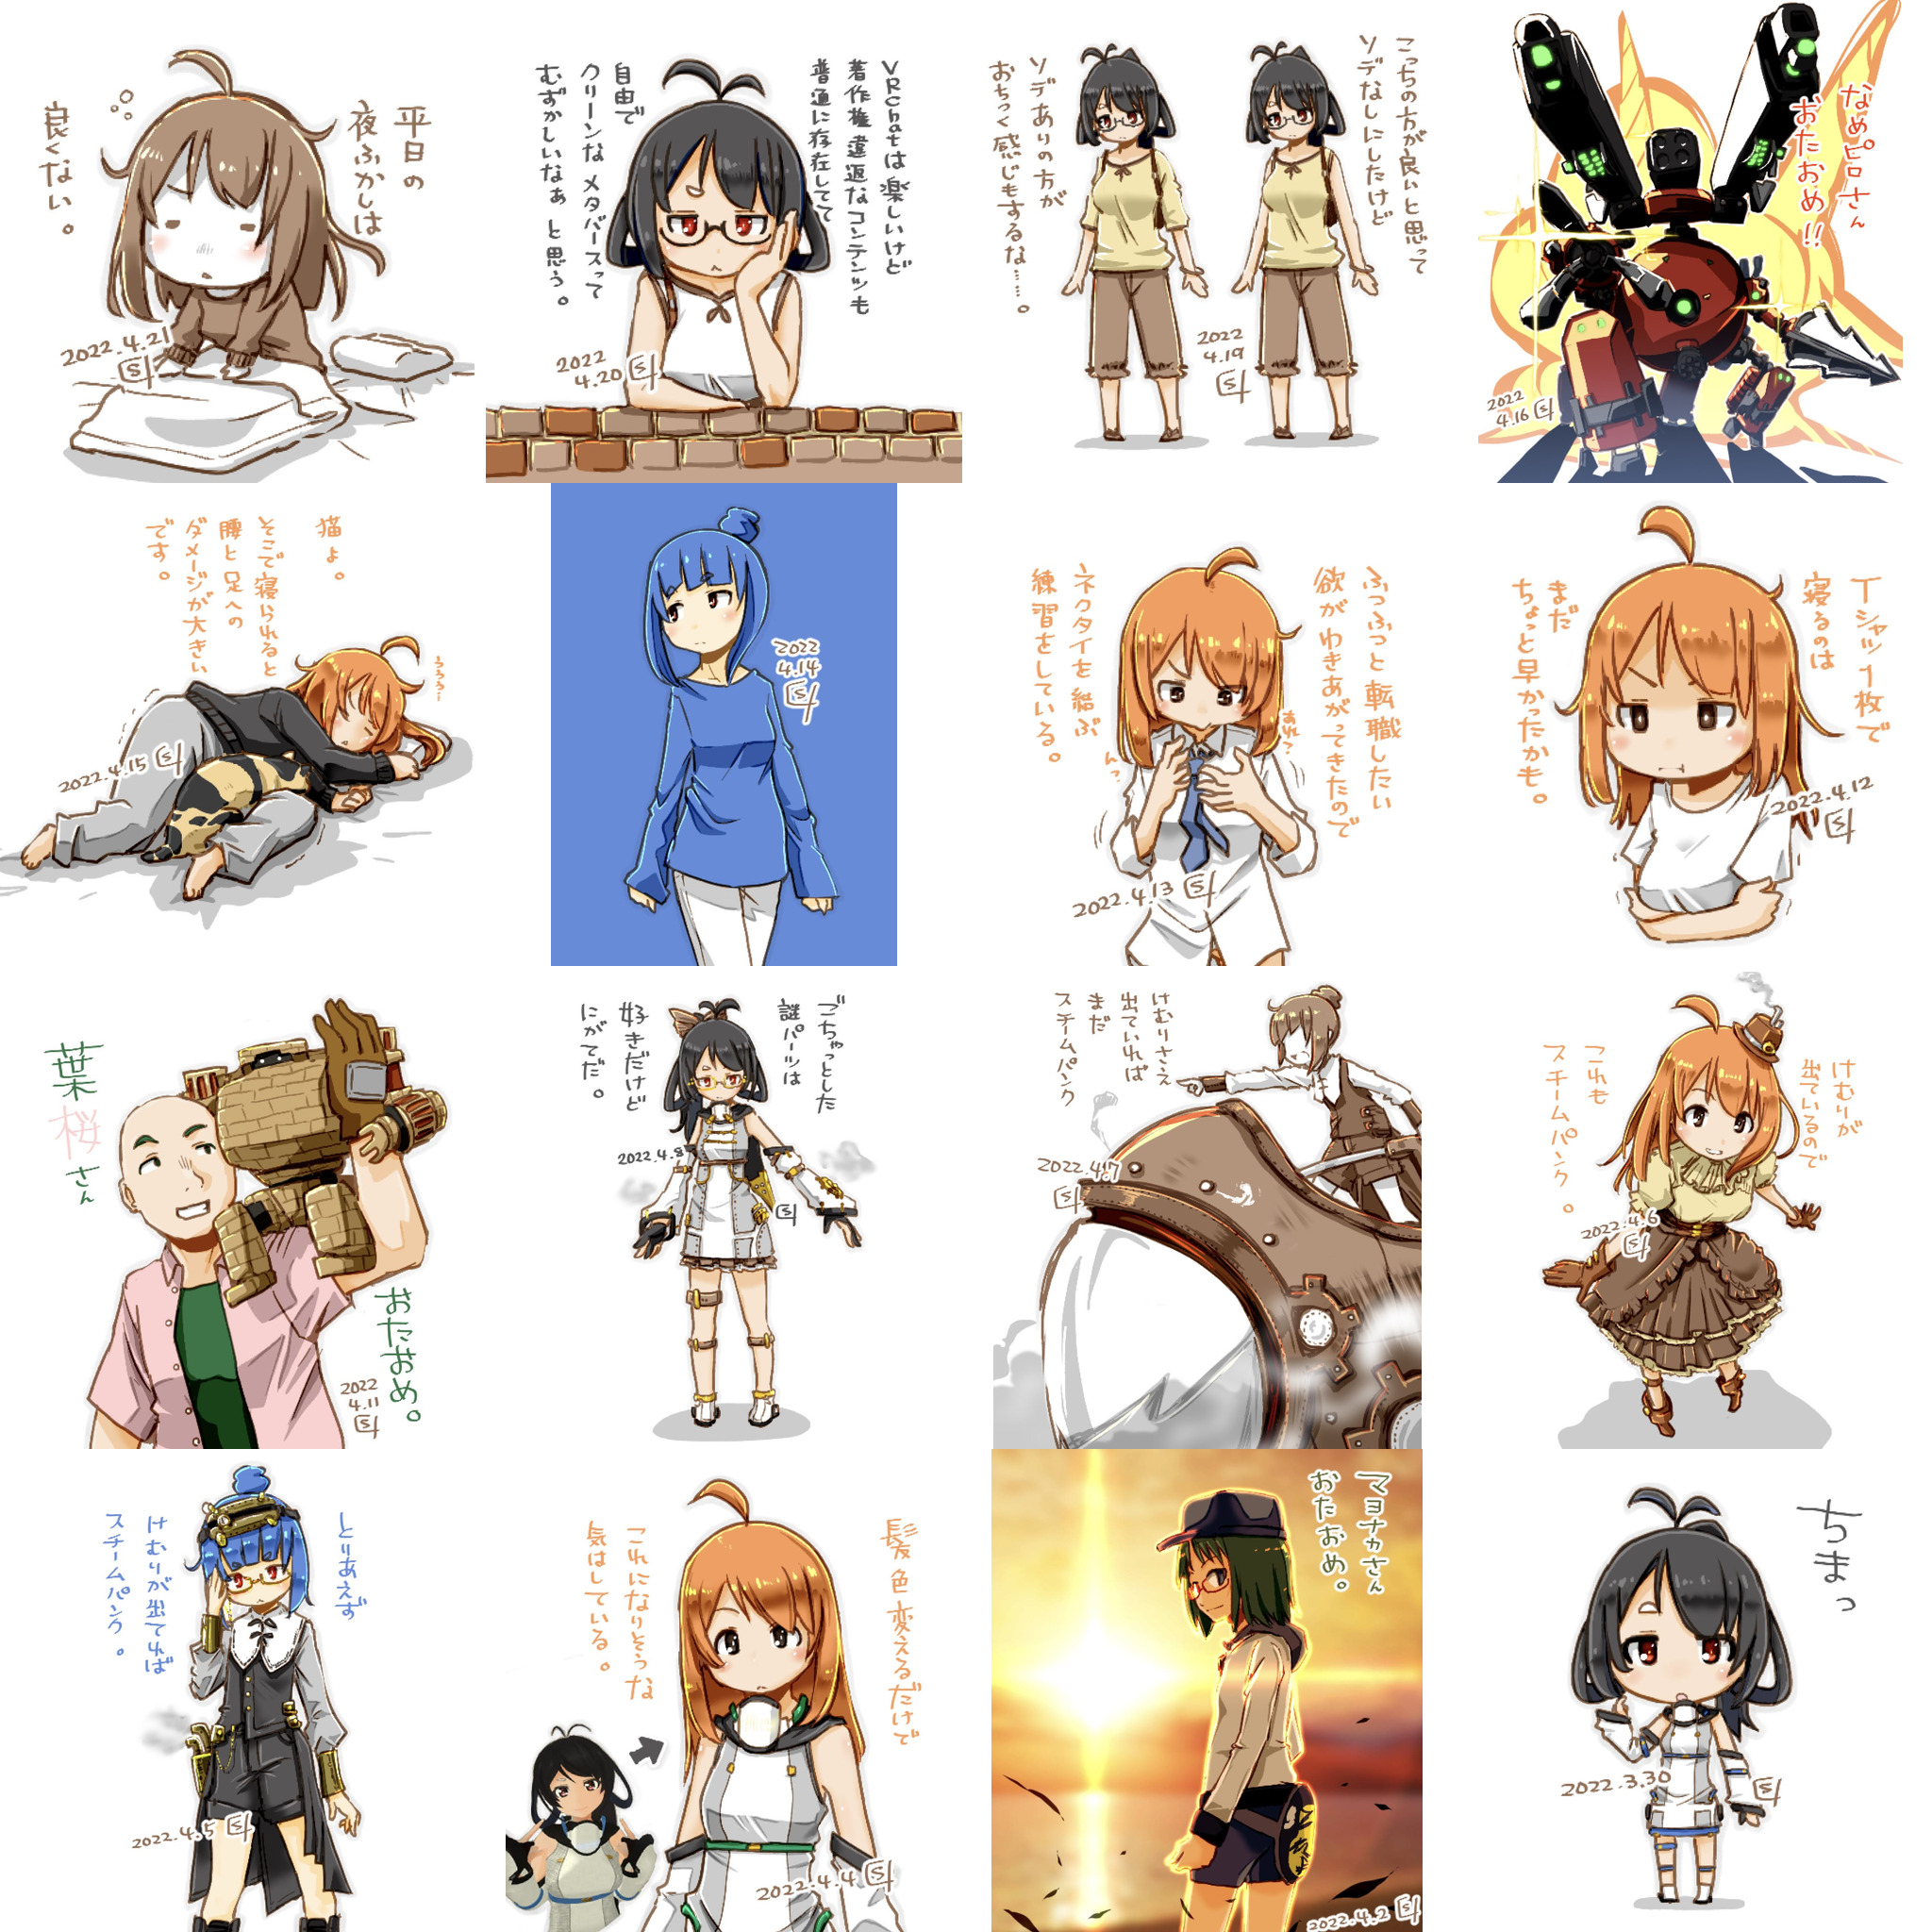 平日の
夜ふかしは
良くない。
2022.4.21
VRChatは楽しいけど
著作権違返なコンテンツも
普通に存在してて
自由で
クリーンなメタバースって
むずかしいなぁと思う。
2022
4.20
こっちの方が良いと思って
ソデなしにしたけど
ソデありの方が
おちつく感じもするな……。
2022
4.19
なめピロさん
おたおめ!!
2022
4.16
猫よ。
そこで寝られると
腰と足への
ダメージが大きい
です。
ううう…
2022.4.15
2022
4.14
ふつふつと転職したい
欲がわきあがってきたので
ネクタイを結ぶ
練習をしている。
あれ?
んっ
2022.4.13
Tシャツ1枚で
寝るのは
まだ
ちょっと早かったかも。
2022.4.12
葉桜さん
おたおめ。
2022
4.11
ごちゃっとした
謎パーツは
好きだけど
にがてだ。
2022.4.8
けむりさえ
出ていれば
まだ
スチームパンク
2022.4.7
けむりが
出ているので
これも
スチームパンク。
2022.4.6
とりあえず
けむりが出てれば
スチームパンク。
2022.4.5
髪色変えるだけで
これになりそうな
気はしている。
2022.4.4
マヨナカさん
おたおめ。
2022.4.2
ちまっ
2022.3.30